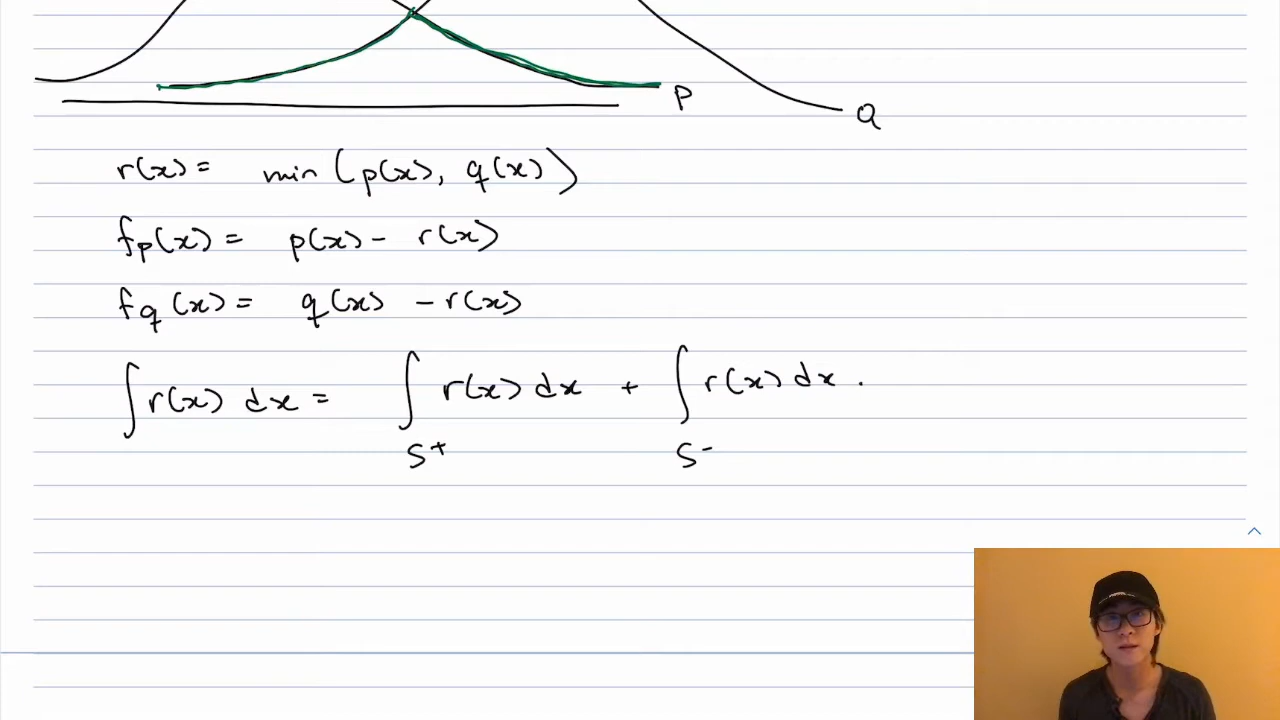 P
Q
r(x) = min (p(x), q(x))
fp(x) = p(x) - r(x)
fq(x) = q(x) - r(x)
∫ r(x) dx = ∫ r(x) dx + ∫ r(x) dx .
S+ S-